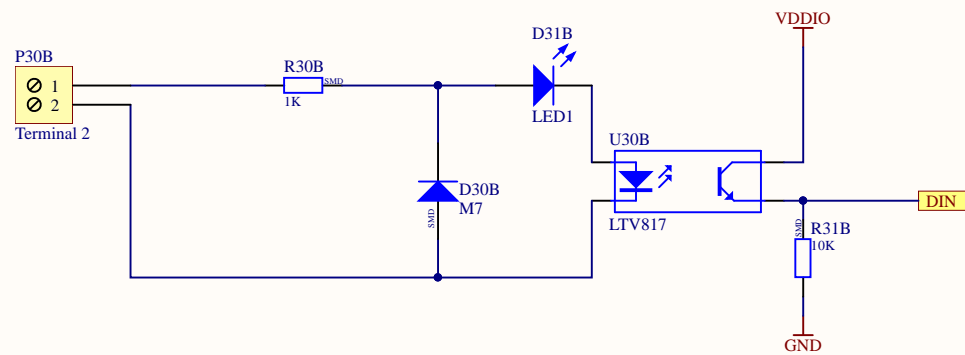 VDDIO
D31B
P30B
R30B
SMD
1
1K
2
LED1
Terminal 2
U30B
D30B
M7
SMD
LTV817
DIN
SMD
R31B
10K
GND